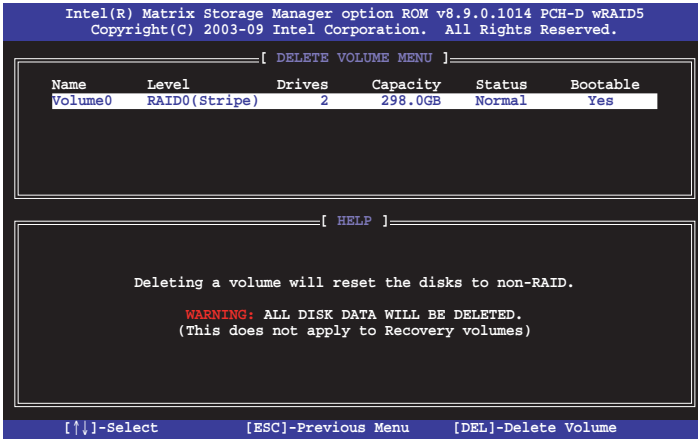 Intel(R) Matrix Storage Manager option ROM v8.9.0.1014 PCH-D wRAID5
Copyright(C) 2003-09 Intel Corporation. All Rights Reserved.
[ DELETE VOLUME MENU ]
Name Level Drives Capacity Status Bootable
Volume0 RAID0(Stripe) 2 298.0GB Normal Yes
[ HELP ]
Deleting a volume will reset the disks to non-RAID.
WARNING: ALL DISK DATA WILL BE DELETED.
(This does not apply to Recovery volumes)
[↑↓]-Select [ESC]-Previous Menu [DEL]-Delete Volume